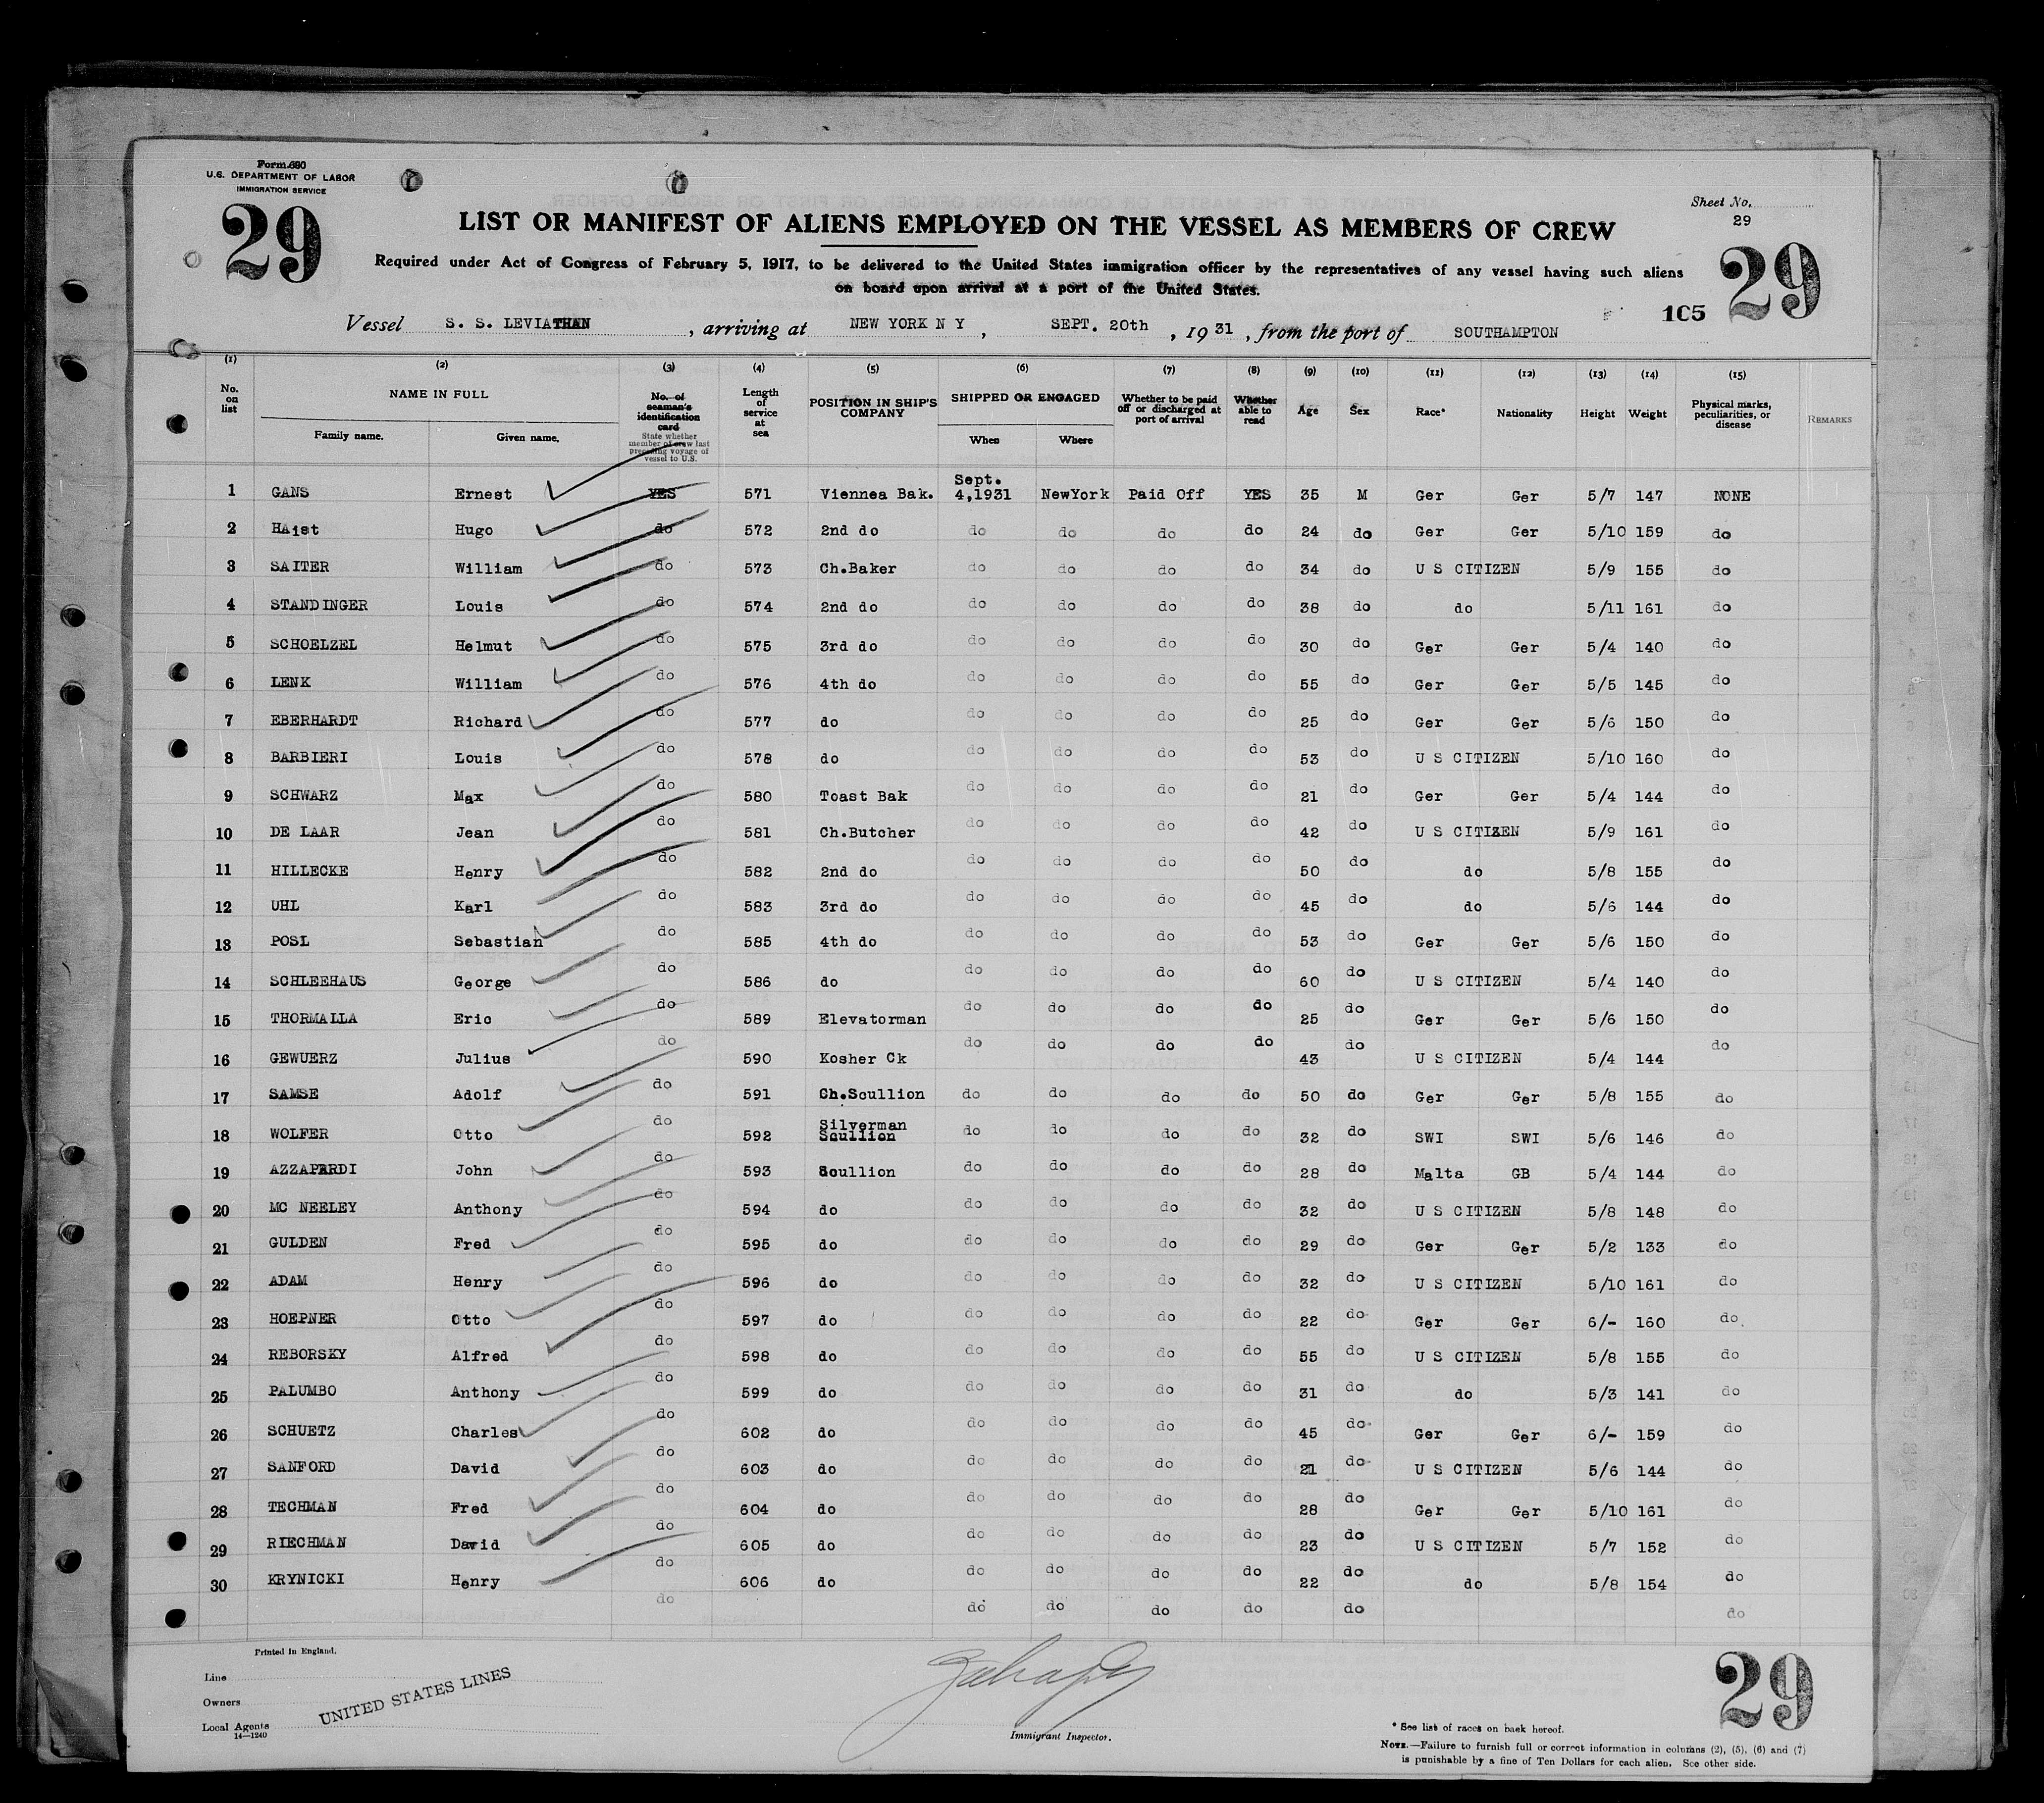 Form 680
U.S. DEPARTMENT OF LABOR
IMMIGRATION SERVICE
29
Sheet No.
29
LIST OR MANIFEST OF ALIENS EMPLOYED ON THE VESSEL AS MEMBERS OF CREW
29
Required under Act of Congress of February 5, 1917, to be delivered to the United States immigration officer by the representatives of any vessel having such aliens
on board upon arrival at a port of the United States.
105
Vessel S. S. LEVIATHAN , arriving at NEW YORK N Y , SEPT. 20th , 1931 , from the port of SOUTHAMPTON
(1) (2) (3) (4) (5) (6) (7) (8) (9) (10) (11) (12) (13) (14) (15)
No. on list NAME IN FULL Family name. Given name. No. of seaman's identification card State whether member of crew last preceding voyage of vessel to U.S. Length of service at sea POSITION IN SHIP'S COMPANY SHIPPED OR ENGAGED When Where Whether to be paid off or discharged at port of arrival Whether able to read Age Sex Race* Nationality Height Weight Physical marks, peculiarities, or disease REMARKS
1 GANS Ernest YES 571 Viennea Bak. Sept. 4,1931 NewYork Paid Off YES 35 M Ger Ger 5/7 147 NONE
2 HAist Hugo do 572 2nd do do do do do 24 do Ger Ger 5/10 159 do
3 SAITER William do 573 Ch.Baker do do do do 34 do U S CITIZEN 5/9 155 do
4 STANDINGER Louis do 574 2nd do do do do do 38 do do 5/11 161 do
5 SCHOELZEL Helmut do 575 3rd do do do do do 30 do Ger Ger 5/4 140 do
6 LENK William do 576 4th do do do do do 55 do Ger Ger 5/5 145 do
7 EBERHARDT Richard do 577 do do do do do 25 do Ger Ger 5/6 150 do
8 BARBIERI Louis do 578 do do do do do 53 do U S CITIZEN 5/10 160 do
9 SCHWARZ Max do 580 Toast Bak do do do do 21 do Ger Ger 5/4 144 do
10 DE LAAR Jean do 581 Ch.Butcher do do do do 42 do U S CITIZEN 5/9 161 do
11 HILLECKE Henry do 582 2nd do do do do do 50 do do 5/8 155 do
12 UHL Karl do 583 3rd do do do do do 45 do do 5/6 144 do
13 POSL Sebastian do 585 4th do do do do do 53 do Ger Ger 5/6 150 do
14 SCHLEEHAUS George do 586 do do do do do 60 do U S CITIZEN 5/4 140 do
15 THORMALLA Eric do 589 Elevatorman do do do do 25 do Ger Ger 5/6 150 do
16 GEWUERZ Julius do 590 Kosher Ck do do do do 43 do U S CITIZEN 5/4 144 do
17 SAMSE Adolf do 591 Ch.Scullion do do do do 50 do Ger Ger 5/8 155 do
18 WOLFER Otto do 592 Silverman Scullion do do do do 32 do SWI SWI 5/6 146 do
19 AZZAPARDI John do 593 Scullion do do do do 28 do Malta GB 5/4 144 do
20 MC NEELEY Anthony do 594 do do do do do 32 do U S CITIZEN 5/8 148 do
21 GULDEN Fred do 595 do do do do do 29 do Ger Ger 5/2 133 do
22 ADAM Henry do 596 do do do do do 32 do U S CITIZEN 5/10 161 do
23 HOEPNER Otto do 597 do do do do do 22 do Ger Ger 6/- 160 do
24 REBORSKY Alfred do 598 do do do do do 55 do U S CITIZEN 5/8 155 do
25 PALUMBO Anthony do 599 do do do do do 31 do do 5/3 141 do
26 SCHUETZ Charles do 602 do do do do do 45 do Ger Ger 6/- 159 do
27 SANFORD David do 603 do do do do do 21 do U S CITIZEN 5/6 144 do
28 TECHMAN Fred do 604 do do do do do 28 do Ger Ger 5/10 161 do
29 RIECHMAN David do 605 do do do do do 23 do U S CITIZEN 5/7 152 do
30 KRYNICKI Henry do 606 do do do do do 22 do do 5/8 154 do
do do do do do do do
Printed in England.
Line
Owners
Local Agents
UNITED STATES LINES
14—1240
Immigrant Inspector.
29
* See list of races on back hereof.
NOTE.—Failure to furnish full or correct information in columns (2), (5), (6) and (7)
is punishable by a fine of Ten Dollars for each alien. See other side.